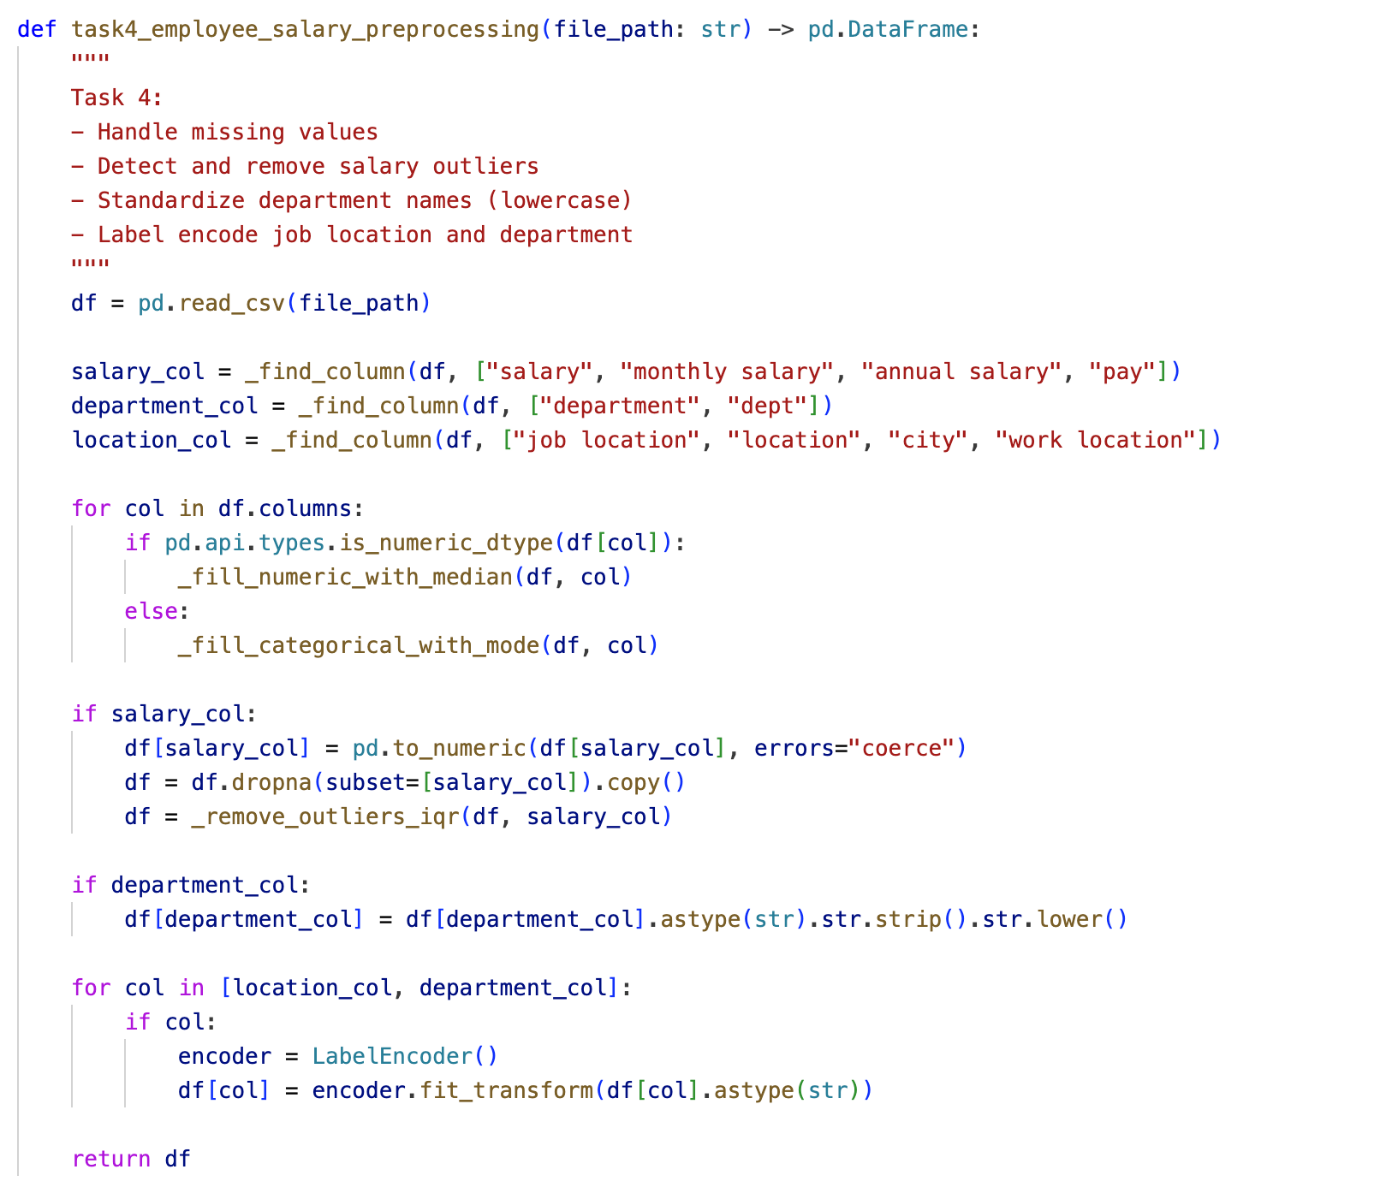 def task4_employee_salary_preprocessing(file_path: str) -> pd.DataFrame:
    """
    Task 4:
    - Handle missing values
    - Detect and remove salary outliers
    - Standardize department names (lowercase)
    - Label encode job location and department
    """
    df = pd.read_csv(file_path)

    salary_col = _find_column(df, ["salary", "monthly salary", "annual salary", "pay"])
    department_col = _find_column(df, ["department", "dept"])
    location_col = _find_column(df, ["job location", "location", "city", "work location"])

    for col in df.columns:
        if pd.api.types.is_numeric_dtype(df[col]):
            _fill_numeric_with_median(df, col)
        else:
            _fill_categorical_with_mode(df, col)

    if salary_col:
        df[salary_col] = pd.to_numeric(df[salary_col], errors="coerce")
        df = df.dropna(subset=[salary_col]).copy()
        df = _remove_outliers_iqr(df, salary_col)

    if department_col:
        df[department_col] = df[department_col].astype(str).str.strip().str.lower()

    for col in [location_col, department_col]:
        if col:
            encoder = LabelEncoder()
            df[col] = encoder.fit_transform(df[col].astype(str))

    return df